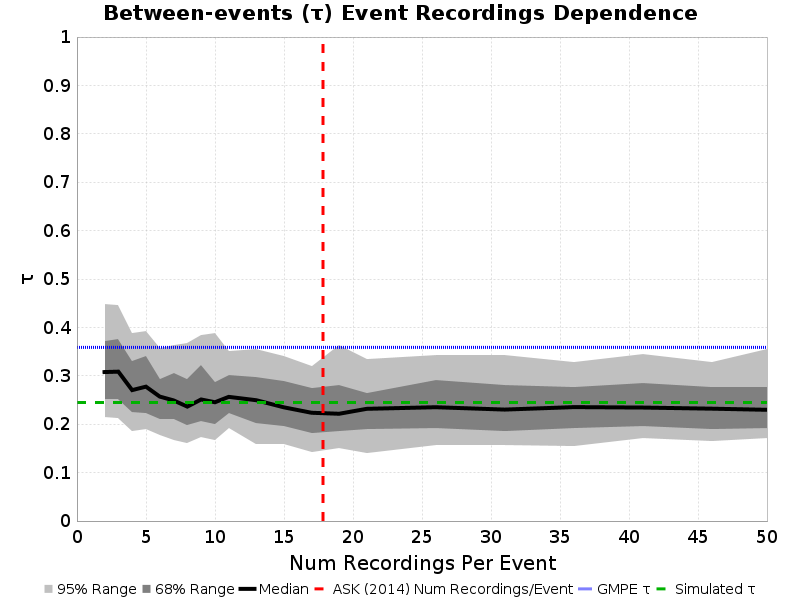 Between-events (τ) Event Recordings Dependence
1
0.9
0.8
0.7
0.6
0.5
0.4
0.3
0.2
0.1
0
τ
0 5 10 15 20 25 30 35 40 45 50
Num Recordings Per Event
95% Range 68% Range Median ASK (2014) Num Recordings/Event GMPE τ Simulated τ